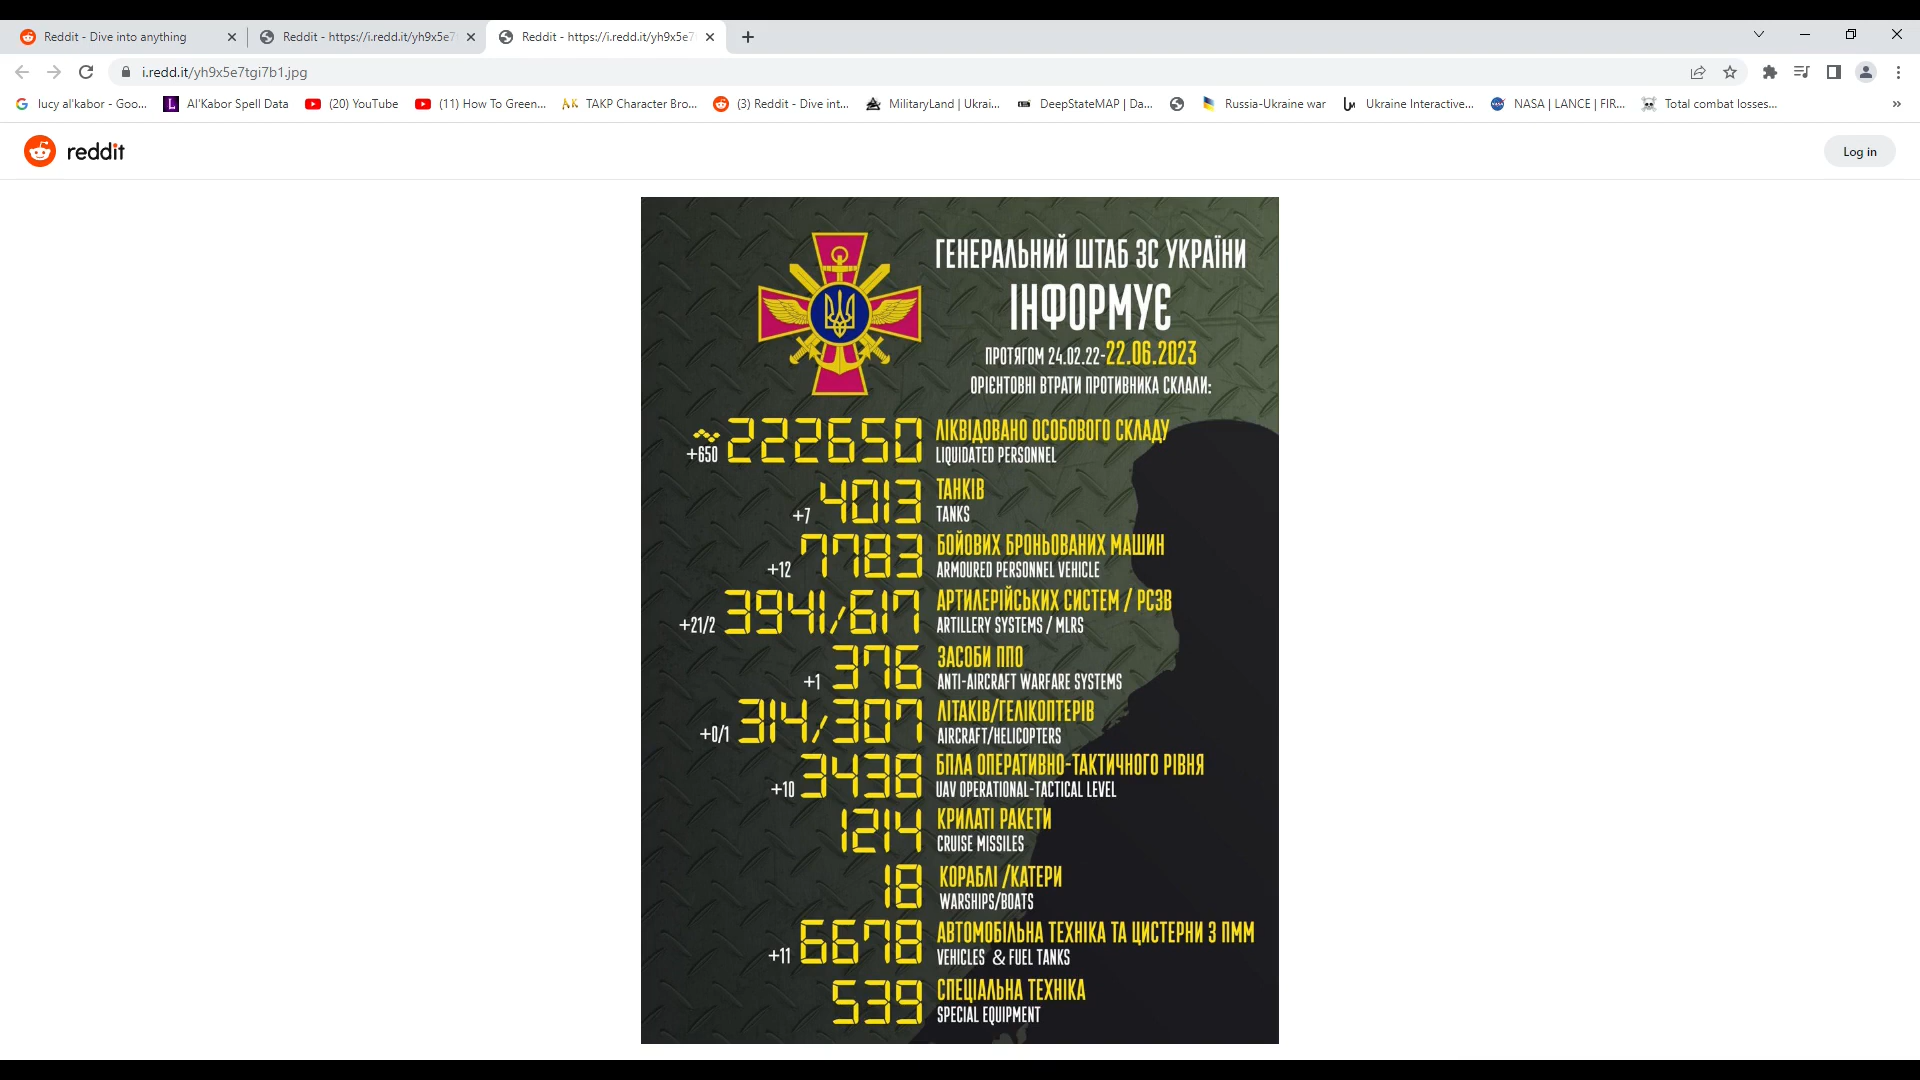 Reddit - Dive into anything
Reddit - https://i.redd.it/yh9x5e7
Reddit - https://i.redd.it/yh9x5e7
i.redd.it/yh9x5e7tgi7b1.jpg
lucy al'kabor - Goo...
Al'Kabor Spell Data
(20) YouTube
(11) How To Green...
TAKP Character Bro...
(3) Reddit - Dive int...
MilitaryLand | Ukrai...
DeepStateMAP | Da...
Russia-Ukraine war
Ukraine Interactive...
NASA | LANCE | FIR...
Total combat losses...
reddit
Log in
ГЕНЕРАЛЬНИЙ ШТАБ ЗС УКРАЇНИ
ІНФОРМУЄ
ПРОТЯГОМ 24.02.22-22.06.2023
ОРІЄНТОВНІ ВТРАТИ ПРОТИВНИКА СКЛАЛИ:
≈222650 ЛІКВІДОВАНО ОСОБОВОГО СКЛАДУ
+650 LIQUIDATED PERSONNEL
4013 ТАНКІВ
+7 TANKS
7783 БОЙОВИХ БРОНЬОВАНИХ МАШИН
+12 ARMOURED PERSONNEL VEHICLE
3941/617 АРТИЛЕРІЙСЬКИХ СИСТЕМ / РСЗВ
+21/2 ARTILLERY SYSTEMS / MLRS
376 ЗАСОБИ ППО
+1 ANTI-AIRCRAFT WARFARE SYSTEMS
314/307 ЛІТАКІВ/ГЕЛІКОПТЕРІВ
+0/1 AIRCRAFT/HELICOPTERS
3438 БПЛА ОПЕРАТИВНО-ТАКТИЧНОГО РІВНЯ
+10 UAV OPERATIONAL-TACTICAL LEVEL
1214 КРИЛАТІ РАКЕТИ
CRUISE MISSILES
18 КОРАБЛІ /КАТЕРИ
WARSHIPS/BOATS
6678 АВТОМОБІЛЬНА ТЕХНІКА ТА ЦИСТЕРНИ З ПММ
+11 VEHICLES & FUEL TANKS
539 СПЕЦІАЛЬНА ТЕХНІКА
SPECIAL EQUIPMENT